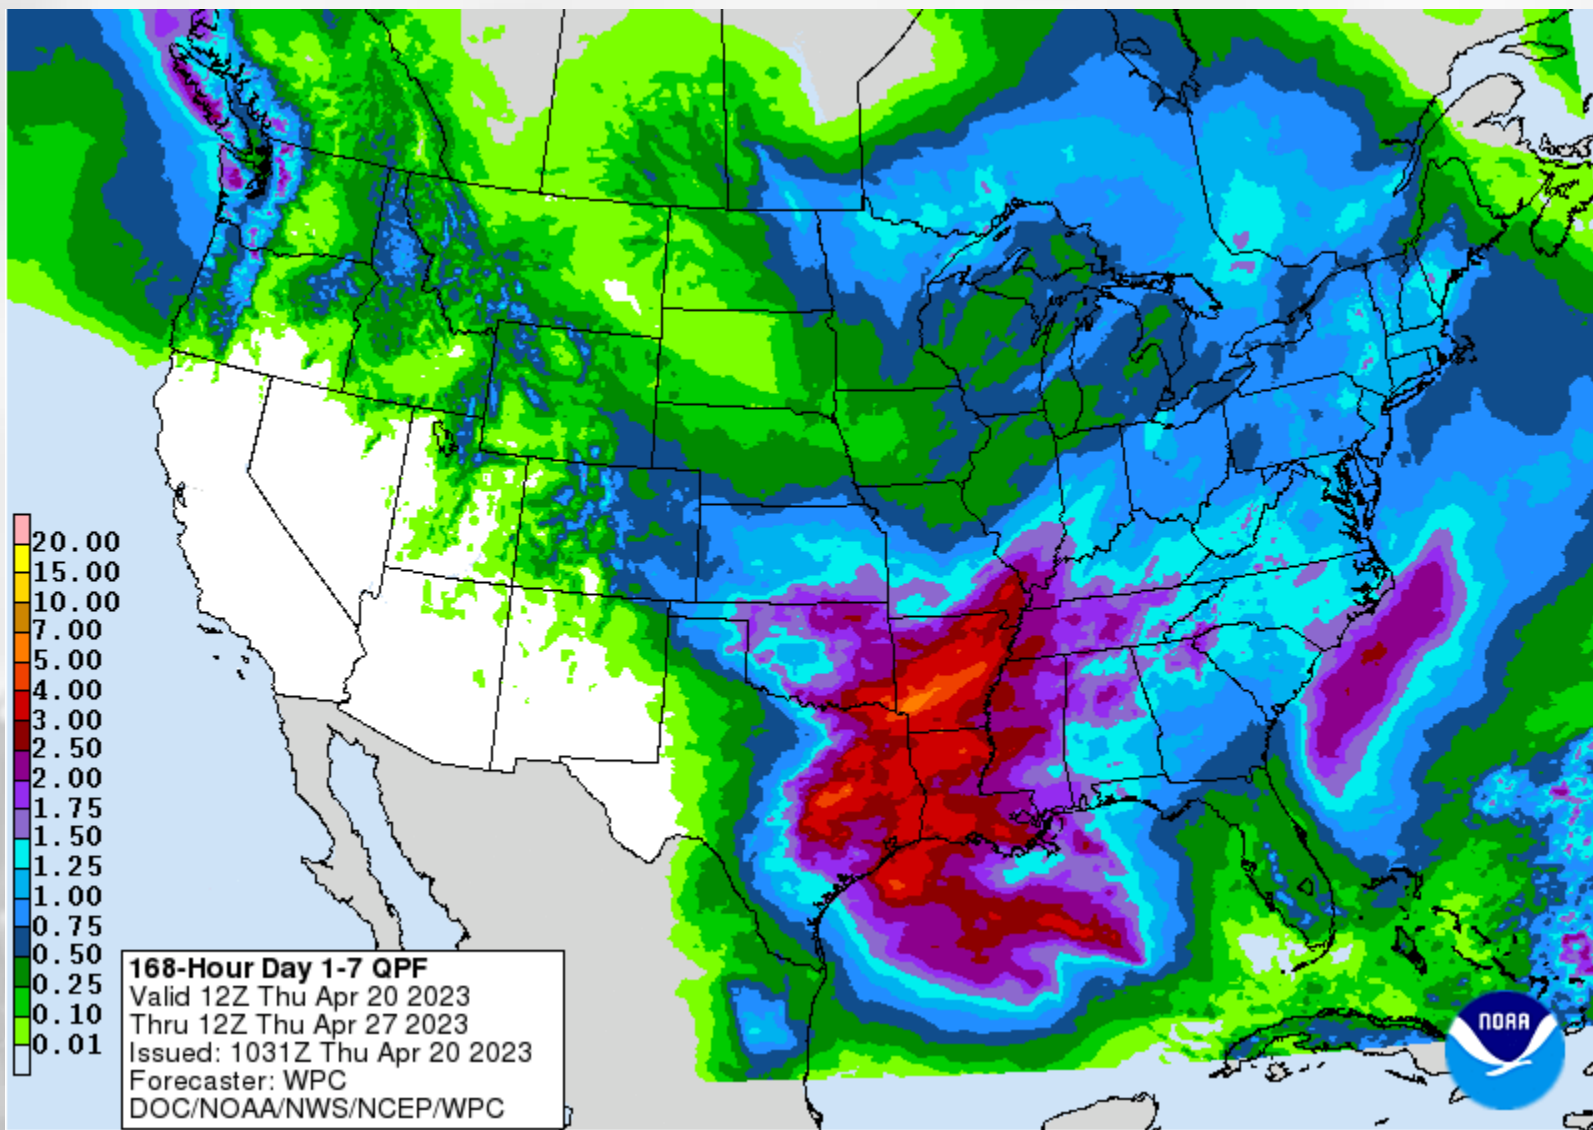 20.00
15.00
10.00
7.00
5.00
4.00
3.00
2.50
2.00
1.75
1.50
1.25
1.00
0.75
0.50
0.25
0.10
0.01
168-Hour Day 1-7 QPF
Valid 12Z Thu Apr 20 2023
Thru 12Z Thu Apr 27 2023
Issued: 1031Z Thu Apr 20 2023
Forecaster: WPC
DOC/NOAA/NWS/NCEP/WPC
NOAA